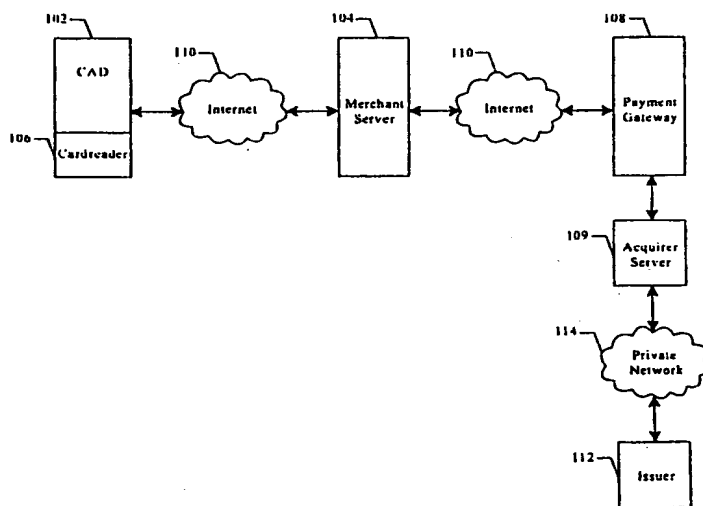 102
104
108
CAD
110
110
Internet
Merchant
Server
Internet
Payment
Gateway
106
Cardreader
109
Acquirer
Server
114
Private
Network
112
Issuer